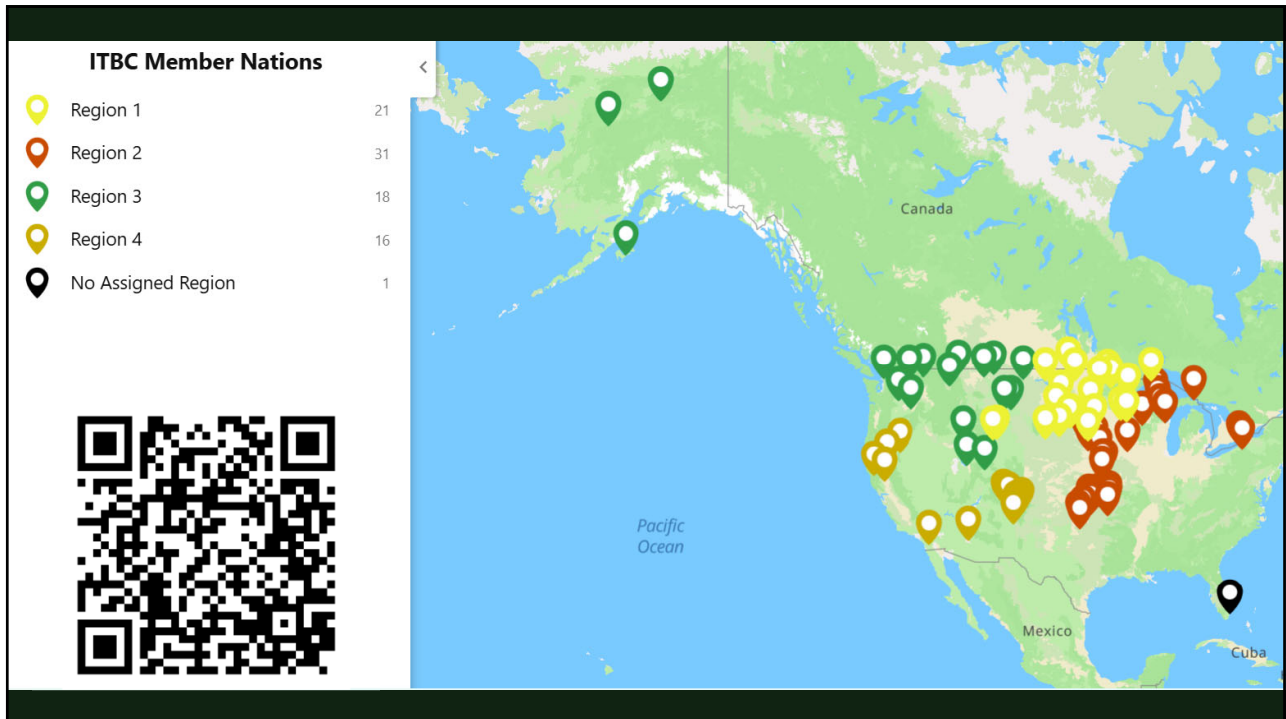 ITBC Member Nations
Region 1 21
Region 2 31
Region 3 18
Region 4 16
No Assigned Region 1
Canada
Pacific
Ocean
Mexico
Cuba